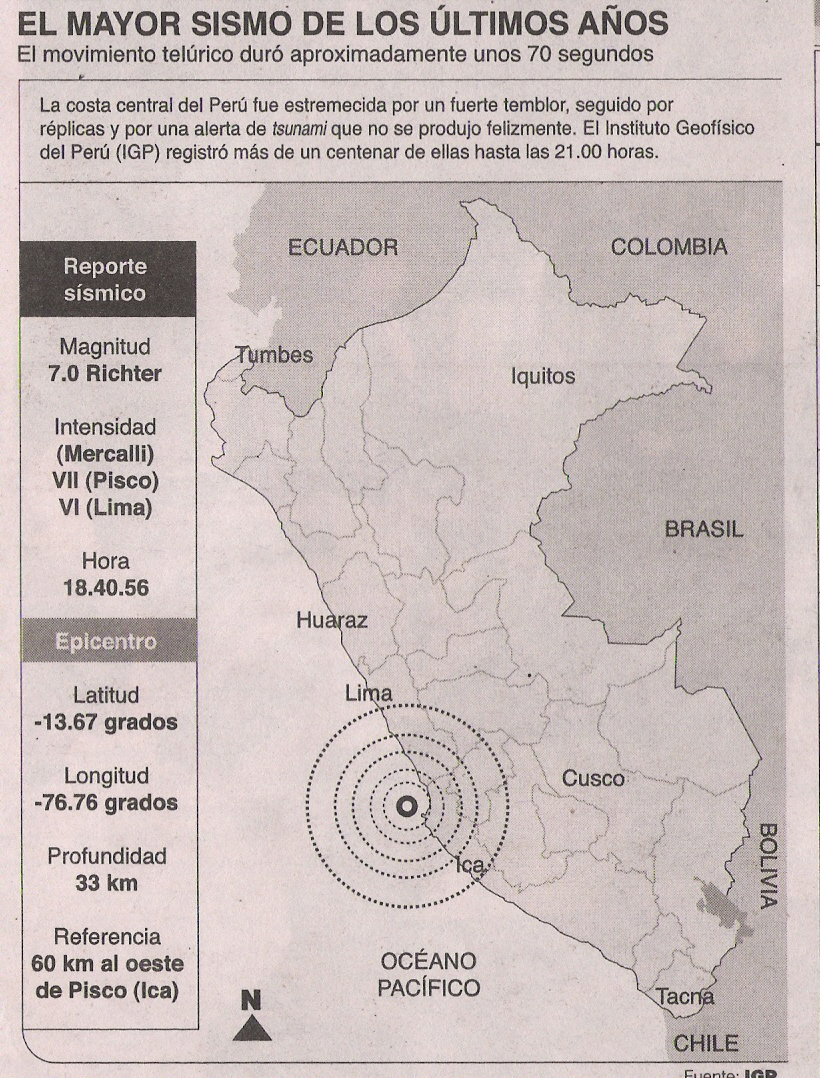 EL MAYOR SISMO DE LOS ÚLTIMOS AÑOS
El movimiento telúrico duró aproximadamente unos 70 segundos
La costa central del Perú fue estremecida por un fuerte temblor, seguido por
réplicas y por una alerta de tsunami que no se produjo felizmente. El Instituto Geofísico
del Perú (IGP) registró más de un centenar de ellas hasta las 21.00 horas.
Reporte
sísmico
Magnitud
7.0 Richter
Intensidad
(Mercalli)
VII (Pisco)
VI (Lima)
Hora
18.40.56
Epicentro
Latitud
-13.67 grados
Longitud
-76.76 grados
Profundidad
33 km
Referencia
60 km al oeste
de Pisco (Ica)
ECUADOR
COLOMBIA
Tumbes
Iquitos
BRASIL
Huaraz
Lima
Cusco
Ica
BOLIVIA
OCÉANO
PACÍFICO
N
Tacna
CHILE
Fuente: IGP